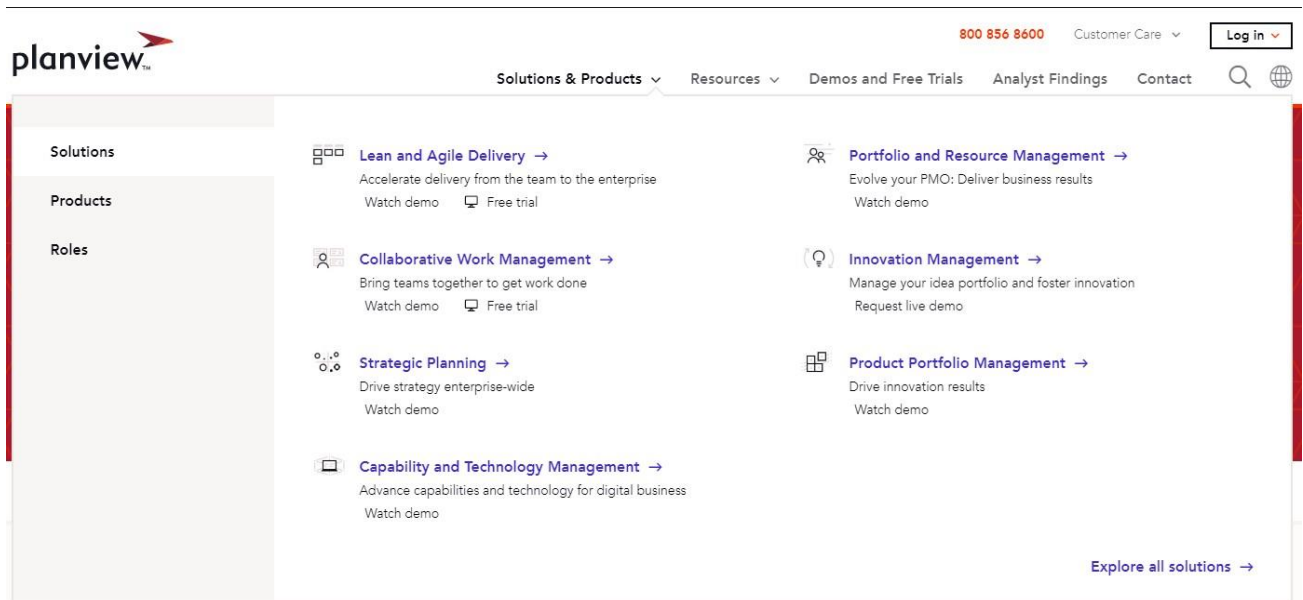 800 856 8600 Customer Care Log in
planview™
Solutions & Products Resources Demos and Free Trials Analyst Findings Contact
Solutions
Products
Roles
Lean and Agile Delivery →
Accelerate delivery from the team to the enterprise
Watch demo Free trial
Collaborative Work Management →
Bring teams together to get work done
Watch demo Free trial
Strategic Planning →
Drive strategy enterprise-wide
Watch demo
Capability and Technology Management →
Advance capabilities and technology for digital business
Watch demo
Portfolio and Resource Management →
Evolve your PMO: Deliver business results
Watch demo
Innovation Management →
Manage your idea portfolio and foster innovation
Request live demo
Product Portfolio Management →
Drive innovation results
Watch demo
Explore all solutions →